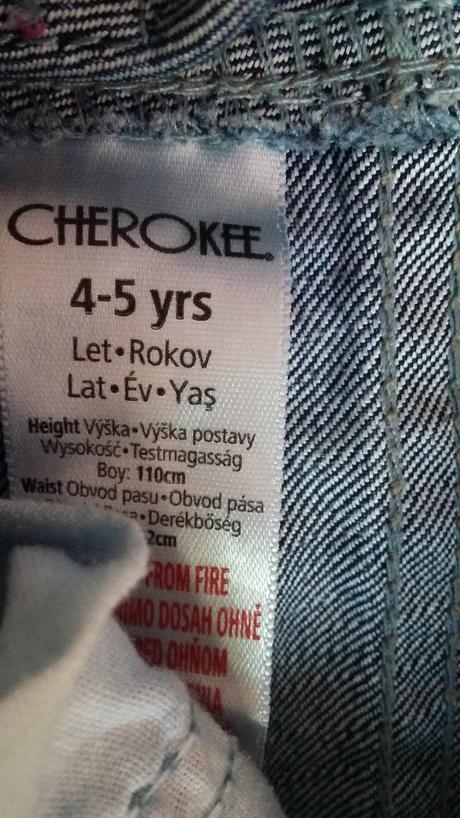 CHEROKEE®
4-5 yrs
Let•Rokov
Lat•Év•Yaş
Height Výška•Výška postavy
Wysokość•Testmagasság
Boy: 110cm
Waist Obvod pasu•Obvod pása
•Derékbőség
2cm
FROM FIRE
DOSAH OHNĚ
OHŇOM